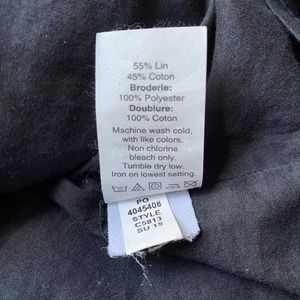 55% Lin
45% Coton
Broderie:
100% Polyester
Doublure:
100% Coton
Machine wash cold,
with like colors.
Non chlorine
bleach only.
Tumble dry low.
Iron on lowest setting.
PO
4045408
STYLE
C5813
SU 15